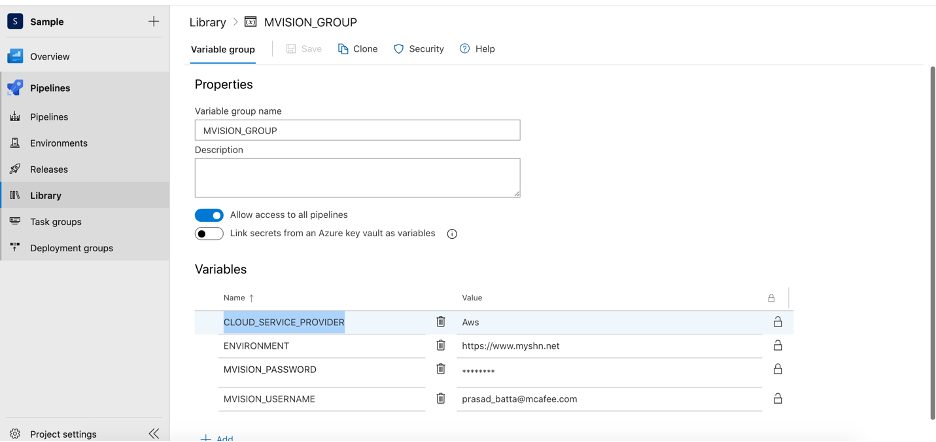 S Sample
Overview
Pipelines
Pipelines
Environments
Releases
Library
Task groups
Deployment groups
Project settings
Library > MVISION_GROUP
Variable group Save Clone Security Help
Properties
Variable group name
MVISION_GROUP
Description
Allow access to all pipelines
Link secrets from an Azure key vault as variables
Variables
Name ↑ Value
CLOUD_SERVICE_PROVIDER Aws
ENVIRONMENT https://www.myshn.net
MVISION_PASSWORD ********
MVISION_USERNAME prasad_batta@mcafee.com
+ Add